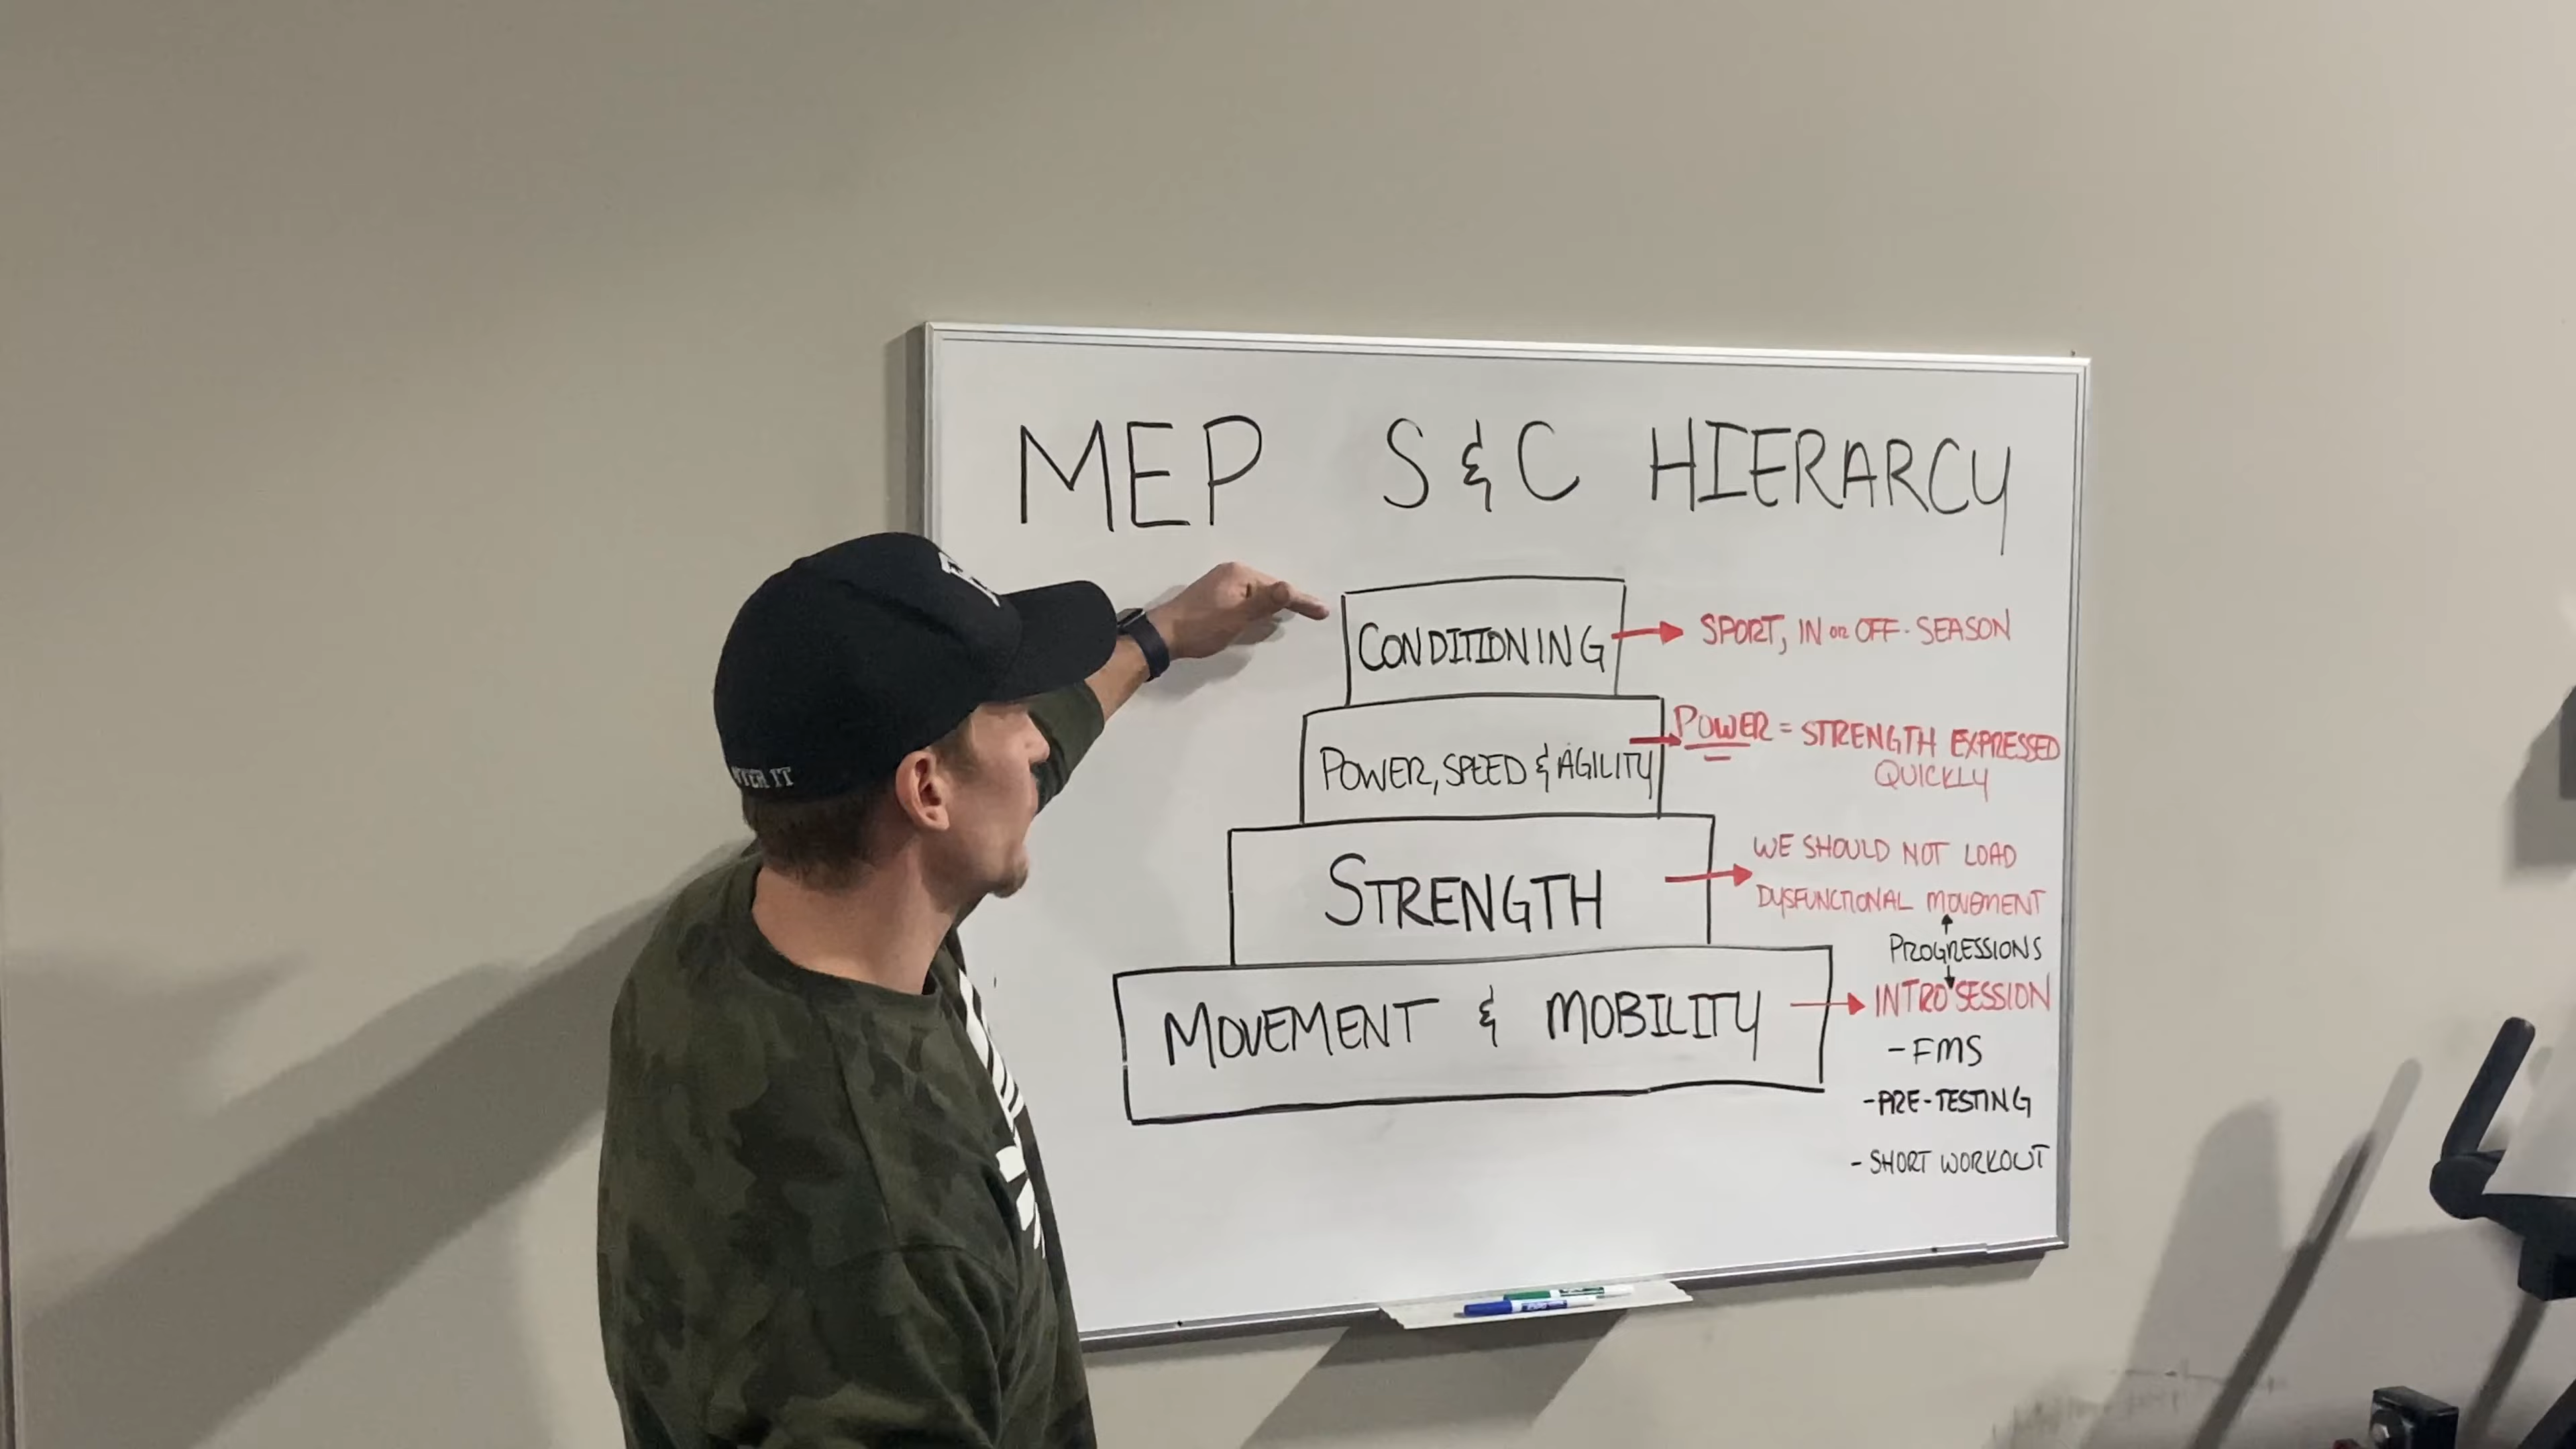 MEP S & C HIERARCY
CONDITIONING
SPORT, IN OR OFF-SEASON
POWER, SPEED & AGILITY
POWER = STRENGTH EXPRESSED
QUICKLY
STRENGTH
WE SHOULD NOT LOAD
DYSFUNCTIONAL MOVEMENT
PROGRESSIONS
MOVEMENT & MOBILITY
INTRO SESSION
- FMS
- PRE-TESTING
- SHORT WORKOUT
IT